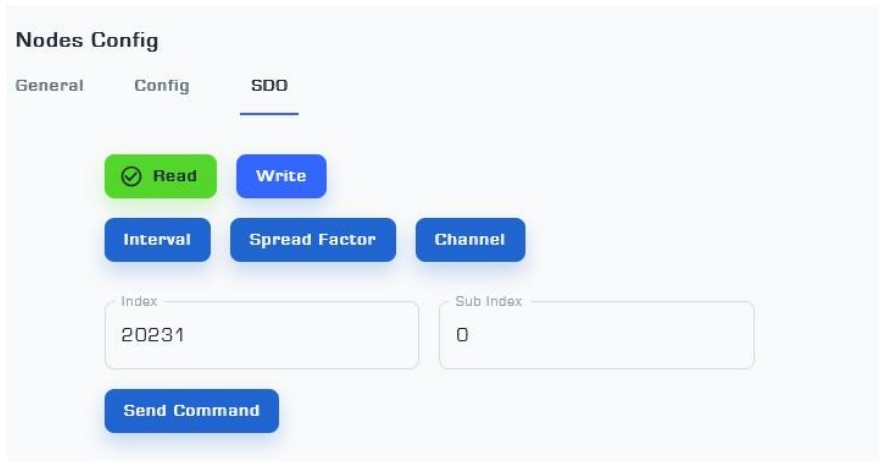 Nodes Config
General Config SDO
Read Write
Interval Spread Factor Channel
Index Sub Index
20231 0
Send Command